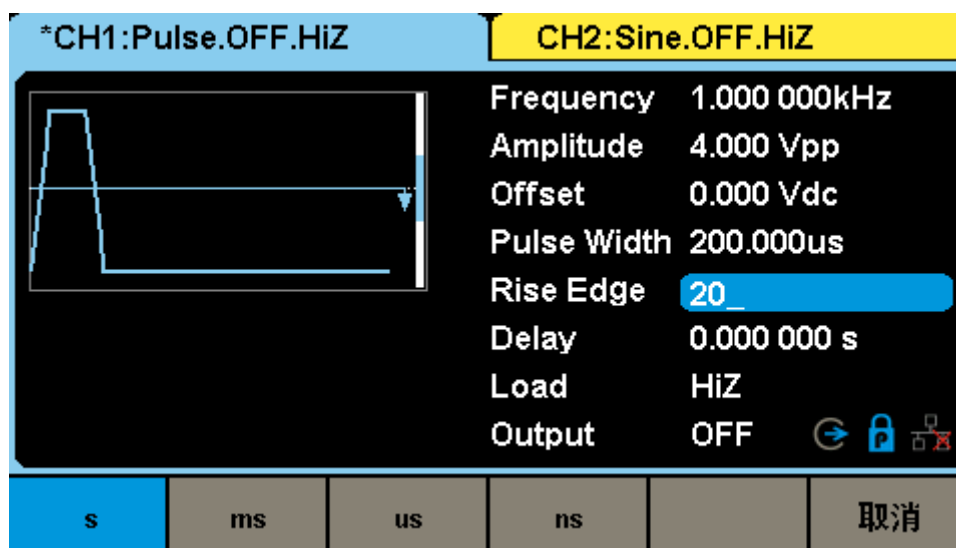 *CH1:Pulse.OFF.HiZ CH2:Sine.OFF.HiZ
Frequency 1.000 000kHz
Amplitude 4.000 Vpp
Offset 0.000 Vdc
Pulse Width 200.000us
Rise Edge 20_
Delay 0.000 000 s
Load HiZ
Output OFF
s ms us ns 取消